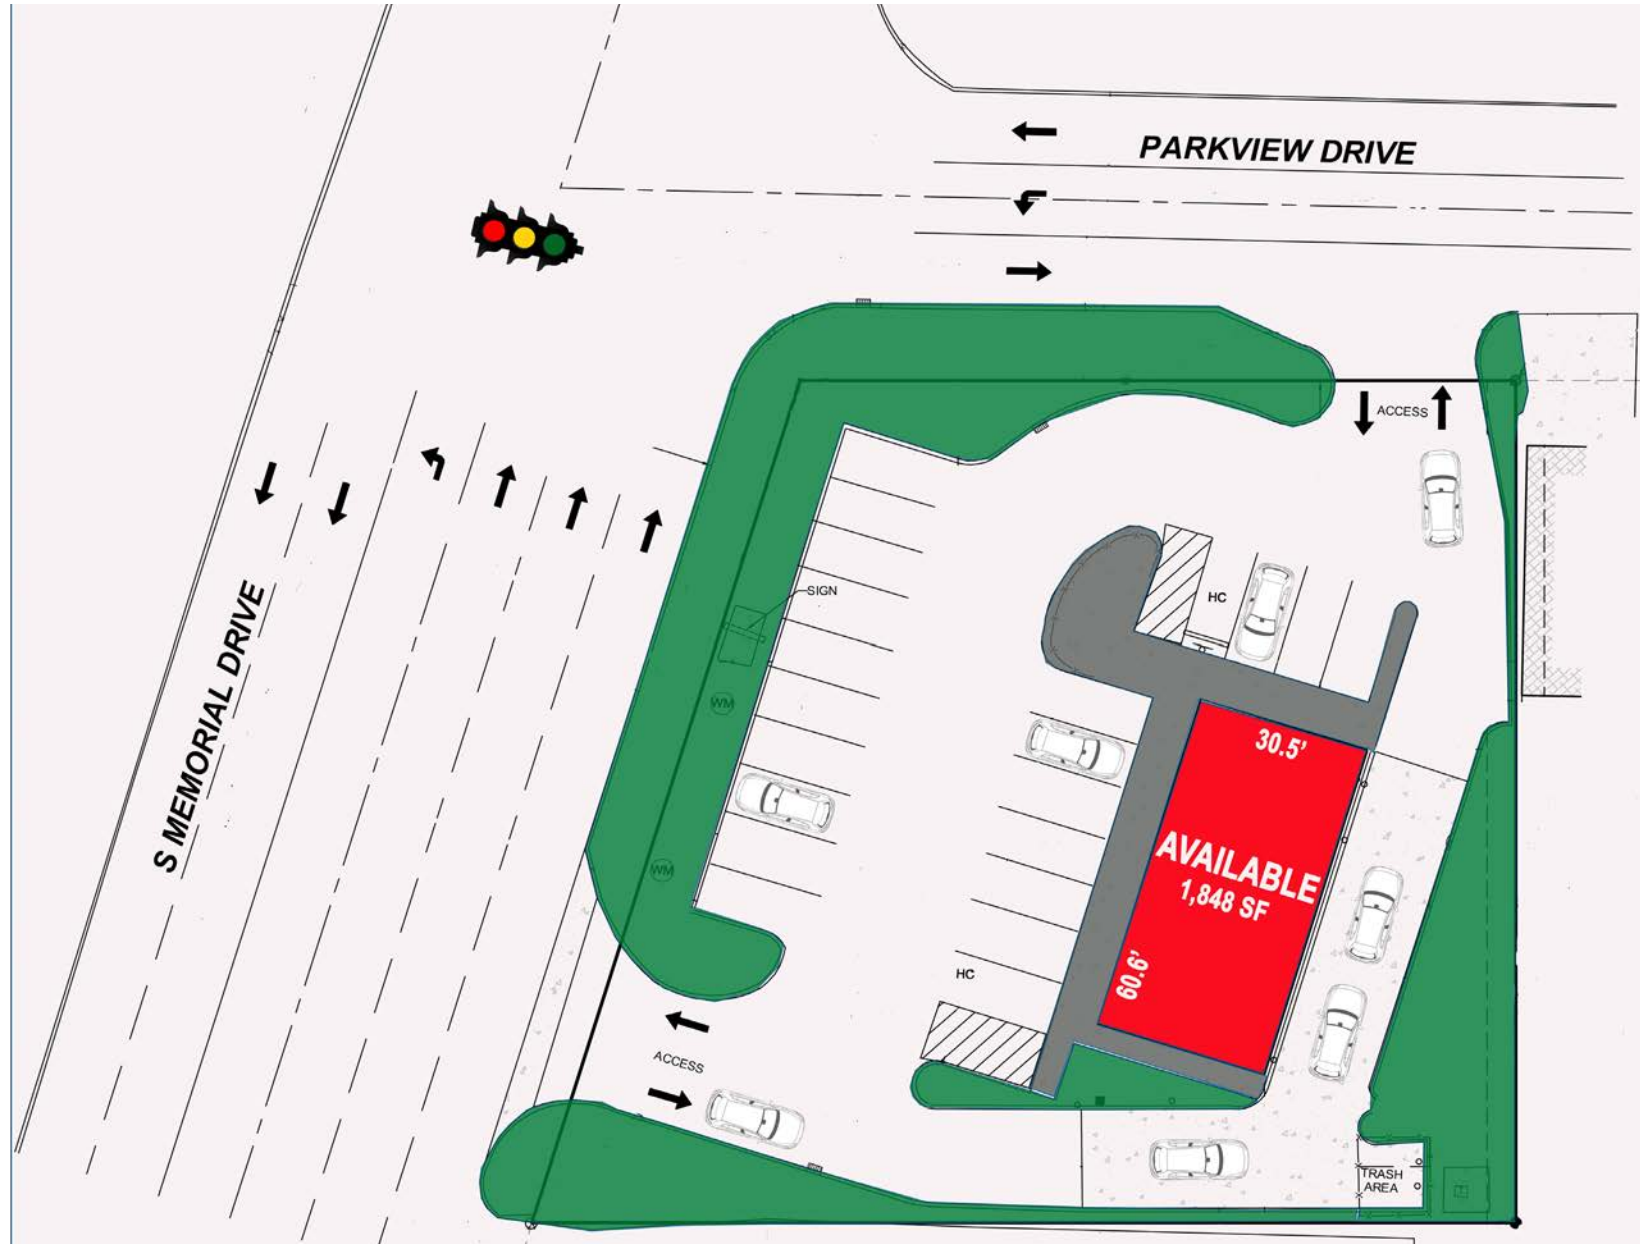 PARKVIEW DRIVE
ACCESS
SIGN
HC
S MEMORIAL DRIVE
WM
30.5'
AVAILABLE
1,848 SF
WM
60.6'
HC
ACCESS
TRASH
AREA